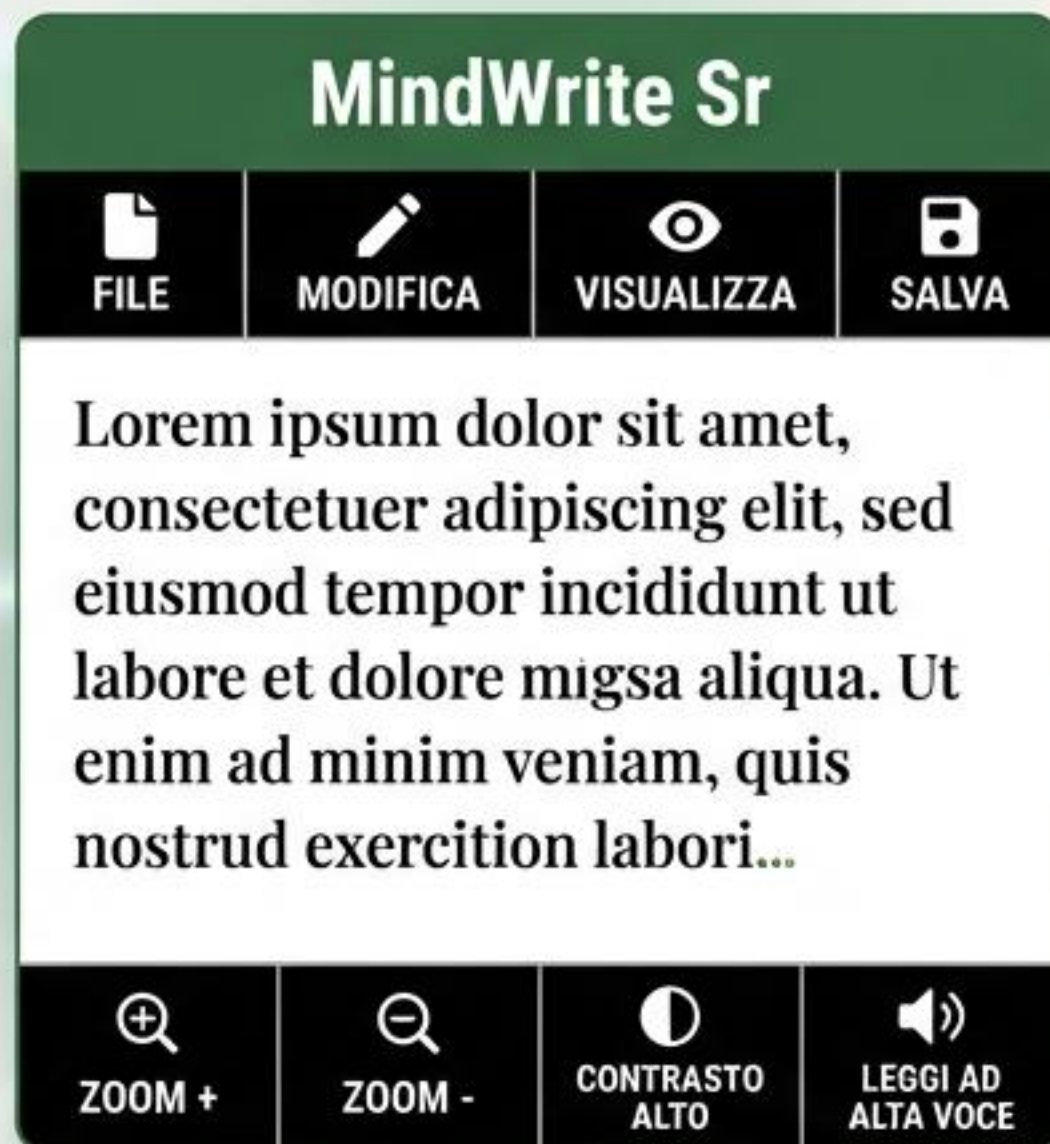 MindWrite Sr
FILE
MODIFICA
VISUALIZZA
SALVA
Lorem ipsum dolor sit amet,
consectetuer adipiscing elit, sed
eiusmod tempor incididunt ut
labore et dolore migsa aliqua. Ut
enim ad minim veniam, quis
nostrud exercition labori...
ZOOM +
ZOOM -
CONTRASTO
ALTO
LEGGI AD
ALTA VOCE